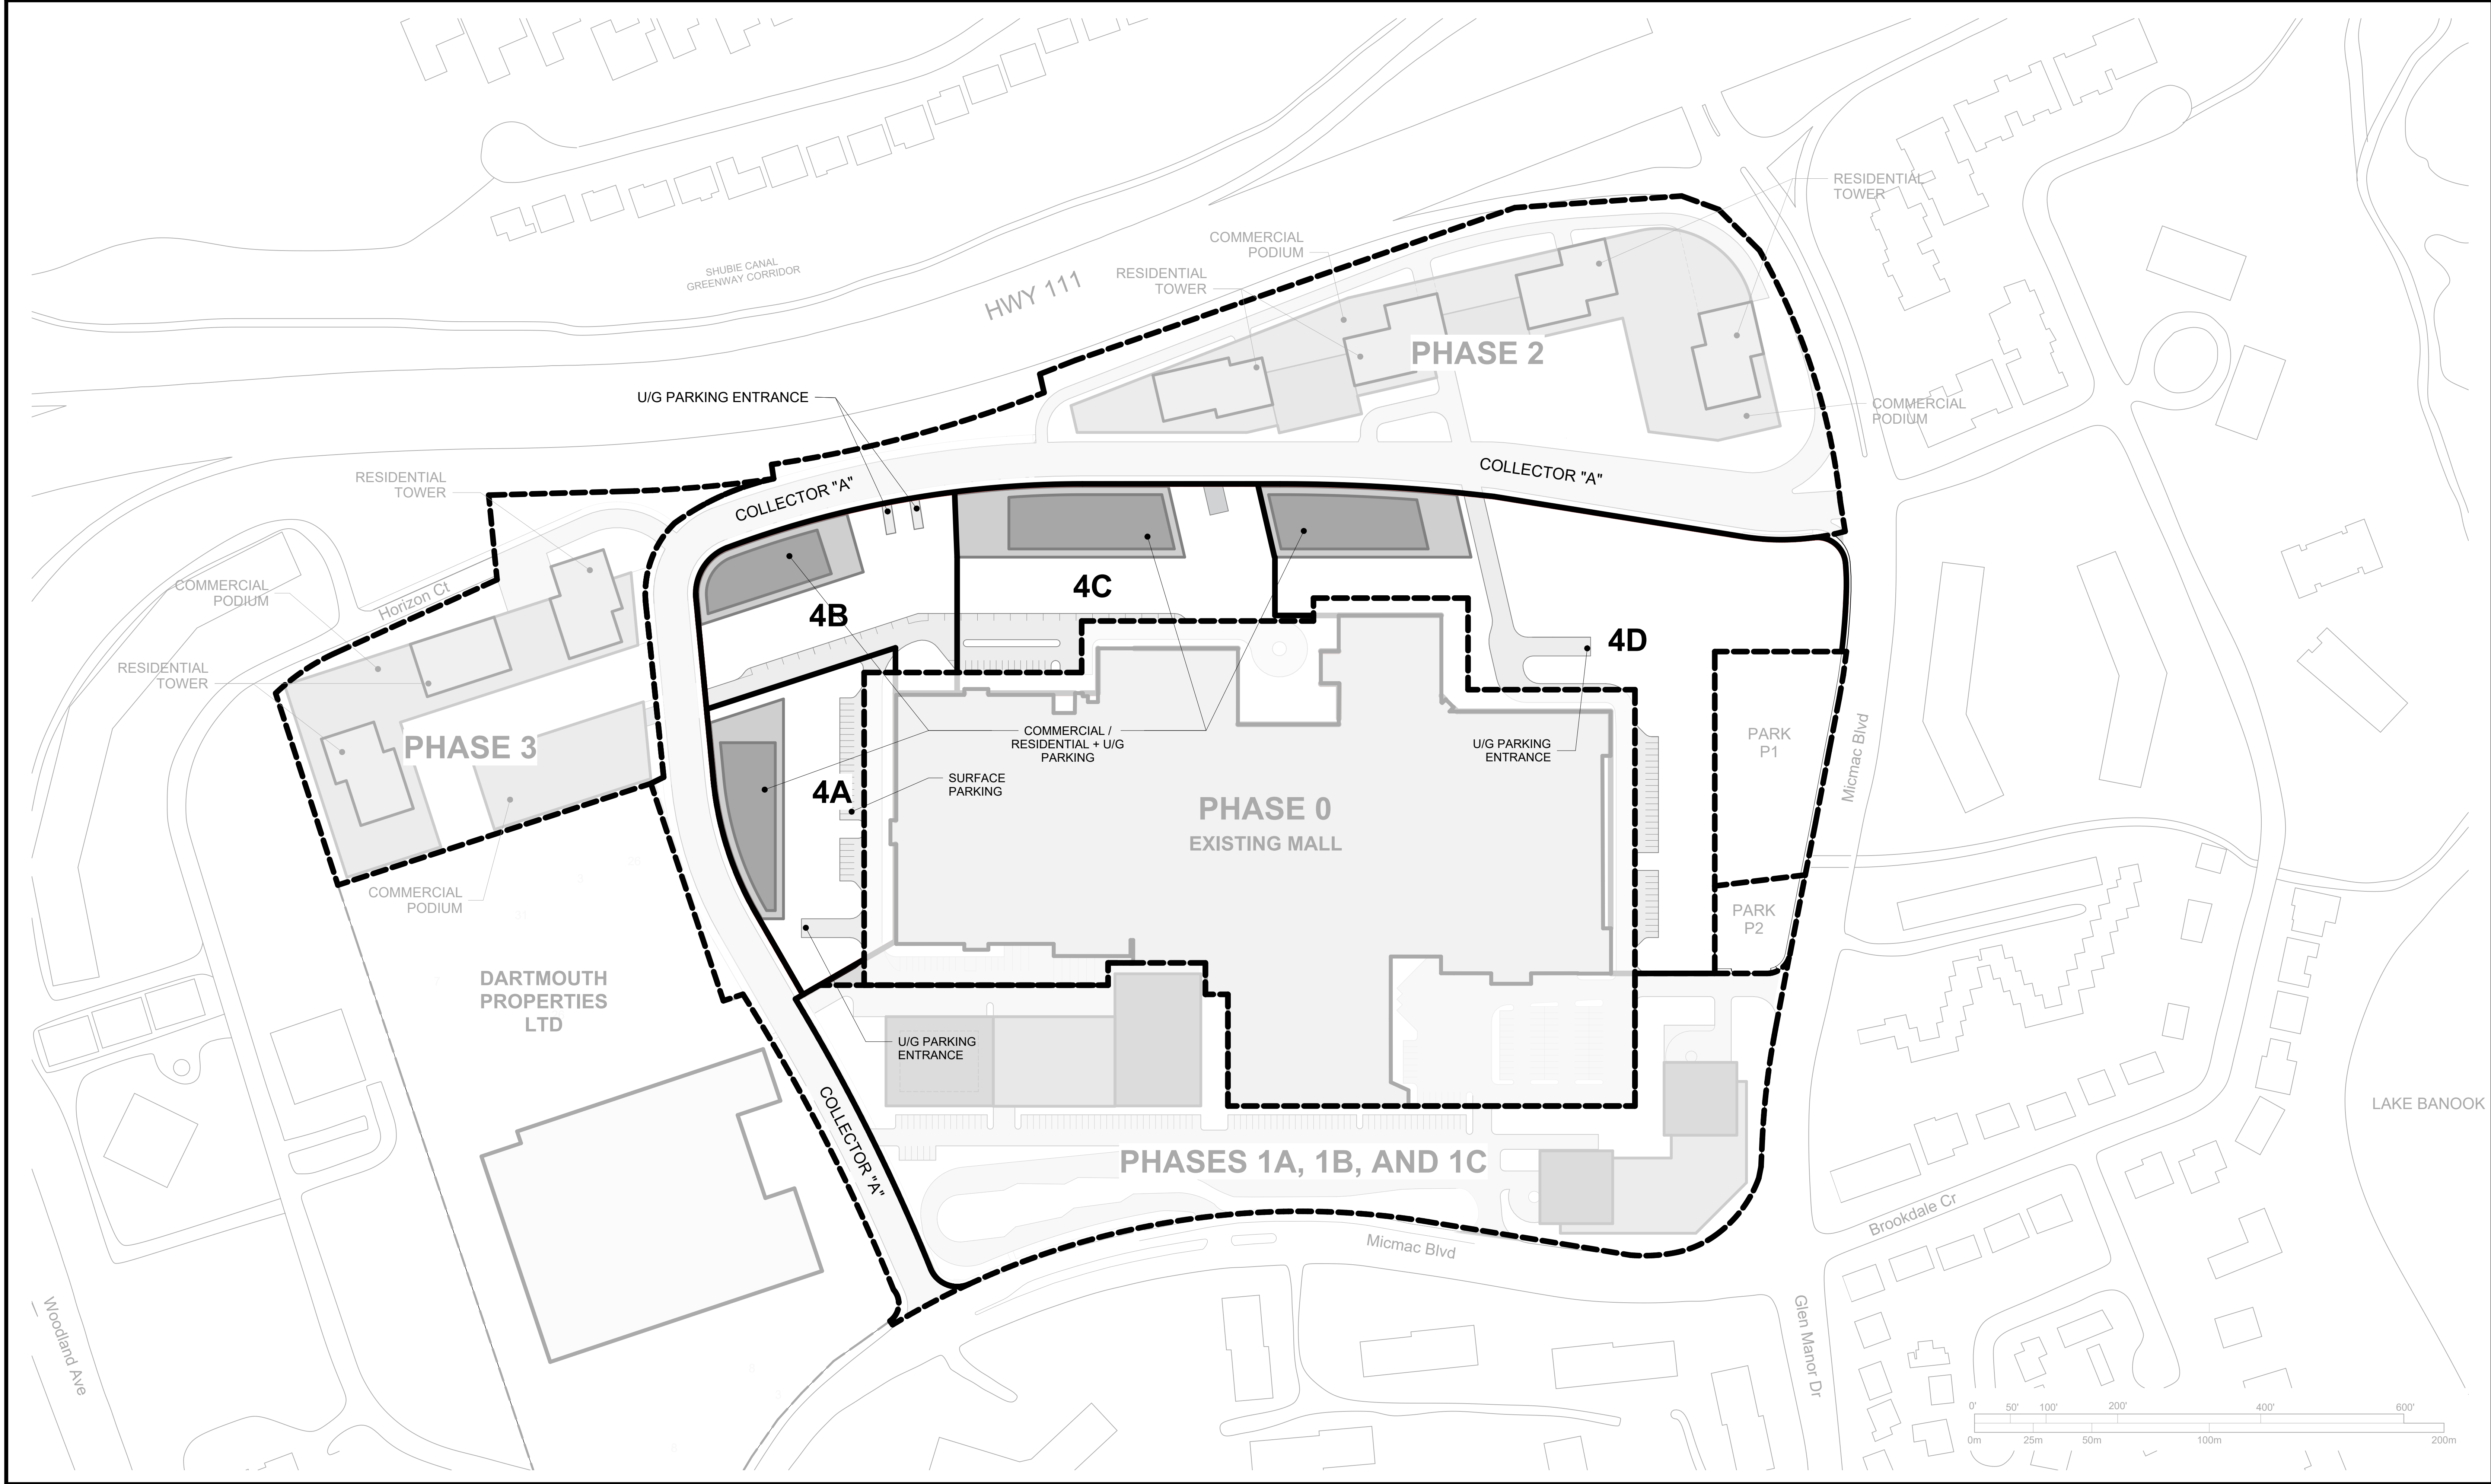 RESIDENTIAL
TOWER
COMMERCIAL
PODIUM
SHUBIE CANAL
GREENWAY CORRIDOR
HWY 111
RESIDENTIAL
TOWER
PHASE 2
U/G PARKING ENTRANCE
COMMERCIAL
PODIUM
COLLECTOR "A"
COLLECTOR "A"
RESIDENTIAL
TOWER
COMMERCIAL
PODIUM
Horizon Ct
4C
4B
4D
RESIDENTIAL
TOWER
COMMERCIAL /
RESIDENTIAL + U/G
PARKING
U/G PARKING
ENTRANCE
PARK
P1
Micmac Blvd
PHASE 3
SURFACE
PARKING
4A
PHASE 0
EXISTING MALL
COMMERCIAL
PODIUM
PARK
P2
DARTMOUTH
PROPERTIES
LTD
U/G PARKING
ENTRANCE
COLLECTOR "A"
LAKE BANOOK
PHASES 1A, 1B, AND 1C
Brookdale Cr
Micmac Blvd
Woodland Ave
Glen Manor Dr
0' 50' 100' 200' 400' 600'
0m 25m 50m 100m 200m